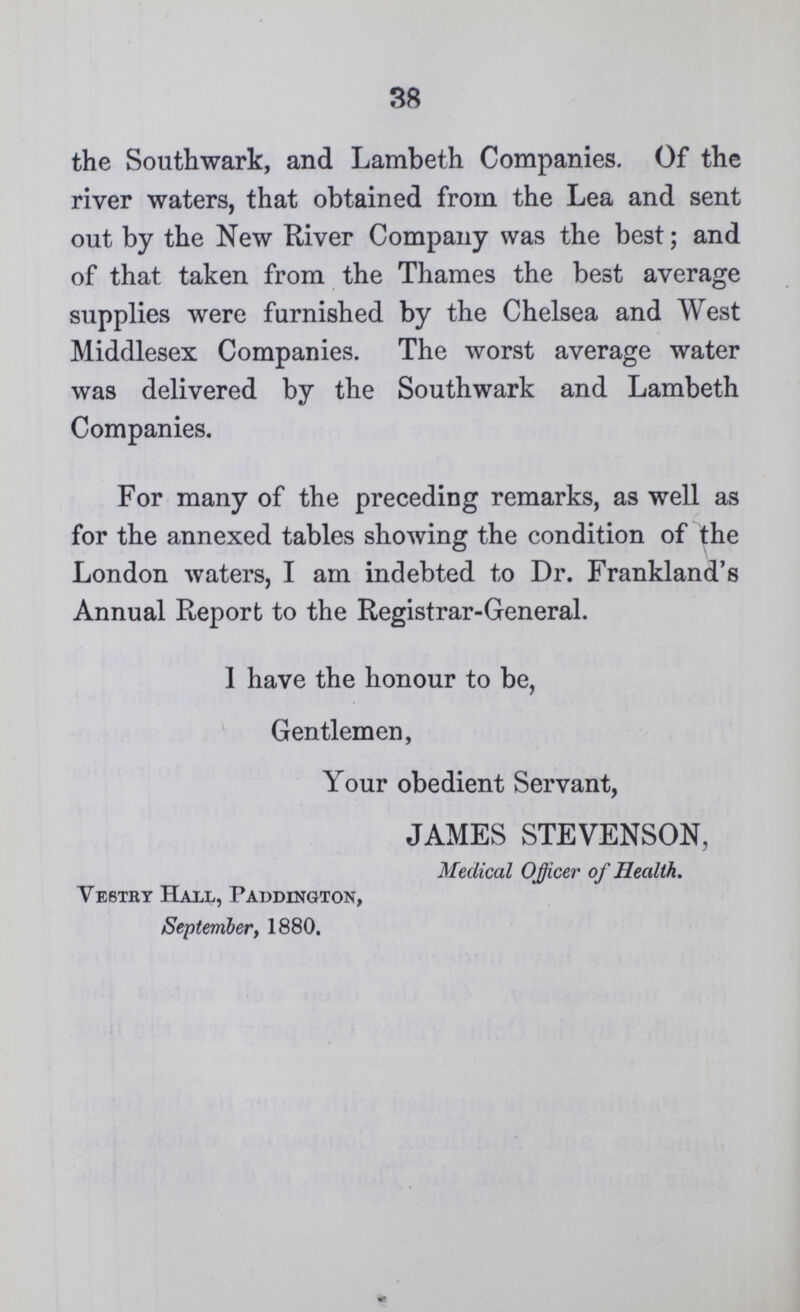 38
the Southwark, and Lambeth Companies. Of the
river waters, that obtained from the Lea and sent
out by the New River Company was the best; and
of that taken from the Thames the best average
supplies were furnished by the Chelsea and West
Middlesex Companies. The worst average water
was delivered by the Southwark and Lambeth
Companies.
For many of the preceding remarks, as well as
for the annexed tables showing the condition of the
London waters, I am indebted to Dr. Frankland's
Annual Report to the Registrar-General.
I have the honour to be,
Gentlemen,
Your obedient Servant,
JAMES STEVENSON,
Medical Officer of Health.
Vestry Hall, Paddington,
September, 1880.